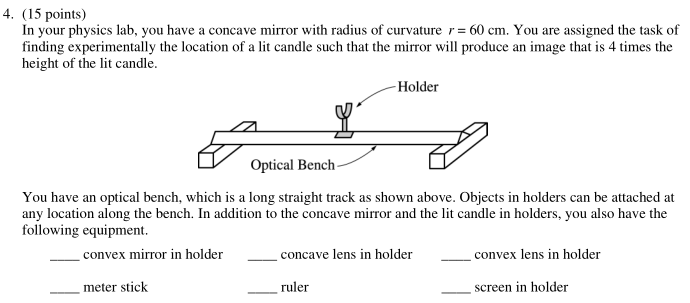 4. (15 points)
In your physics lab, you have a concave mirror with radius of curvature r = 60 cm. You are assigned the task of
finding experimentally the location of a lit candle such that the mirror will produce an image that is 4 times the
height of the lit candle.
Holder
Optical Bench
You have an optical bench, which is a long straight track as shown above. Objects in holders can be attached at
any location along the bench. In addition to the concave mirror and the lit candle in holders, you also have the
following equipment.
____ convex mirror in holder ____ concave lens in holder ____ convex lens in holder
____ meter stick ____ ruler ____ screen in holder